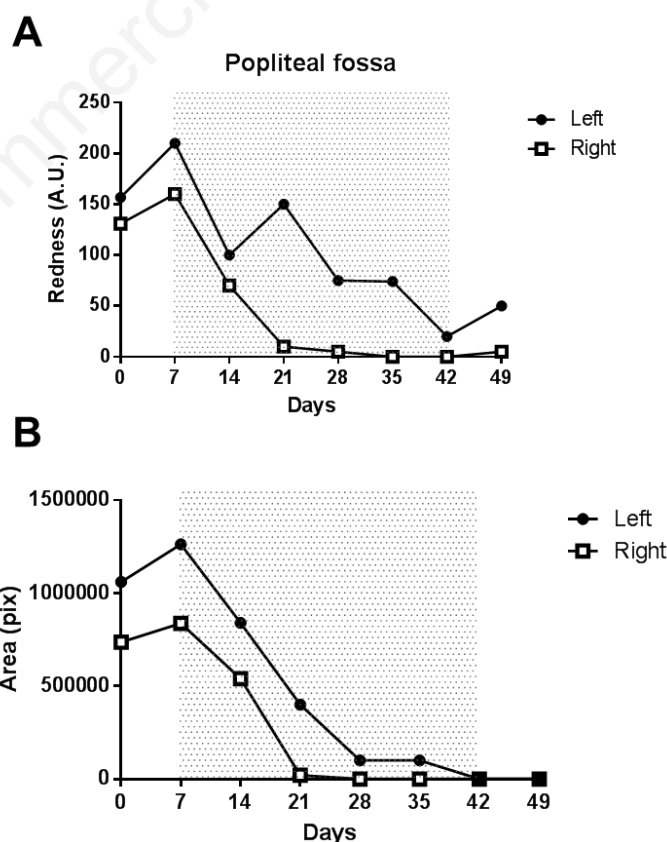 A
Popliteal fossa
250
200
150
100
50
0
Redness (A.U.)
0 7 14 21 28 35 42 49
Days
Left
Right
B
1500000
1000000
500000
0
Area (pix)
0 7 14 21 28 35 42 49
Days
Left
Right